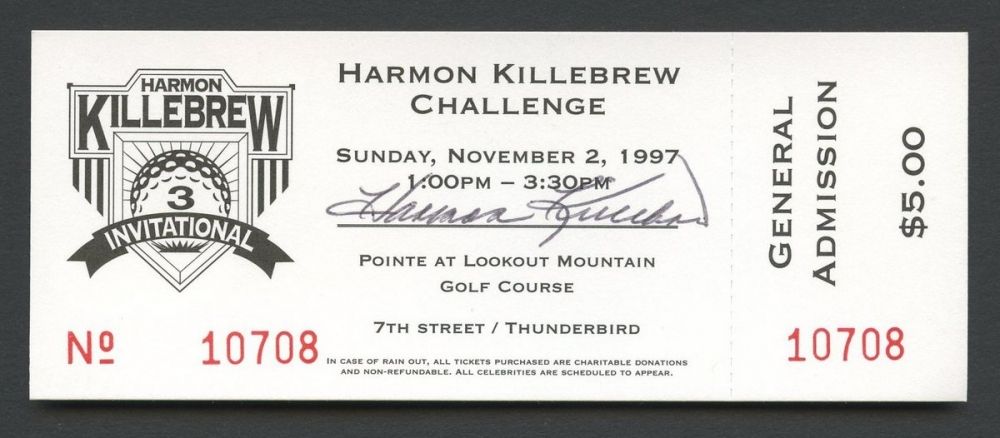 HARMON
KILLEBREW
3
INVITATIONAL
Nº 10708
HARMON KILLEBREW
CHALLENGE
SUNDAY, NOVEMBER 2, 1997
1:00PM – 3:30PM
Harmon Killebrew
POINTE AT LOOKOUT MOUNTAIN
GOLF COURSE
7TH STREET / THUNDERBIRD
IN CASE OF RAIN OUT, ALL TICKETS PURCHASED ARE CHARITABLE DONATIONS
AND NON-REFUNDABLE. ALL CELEBRITIES ARE SCHEDULED TO APPEAR.
GENERAL
ADMISSION
$5.00
10708